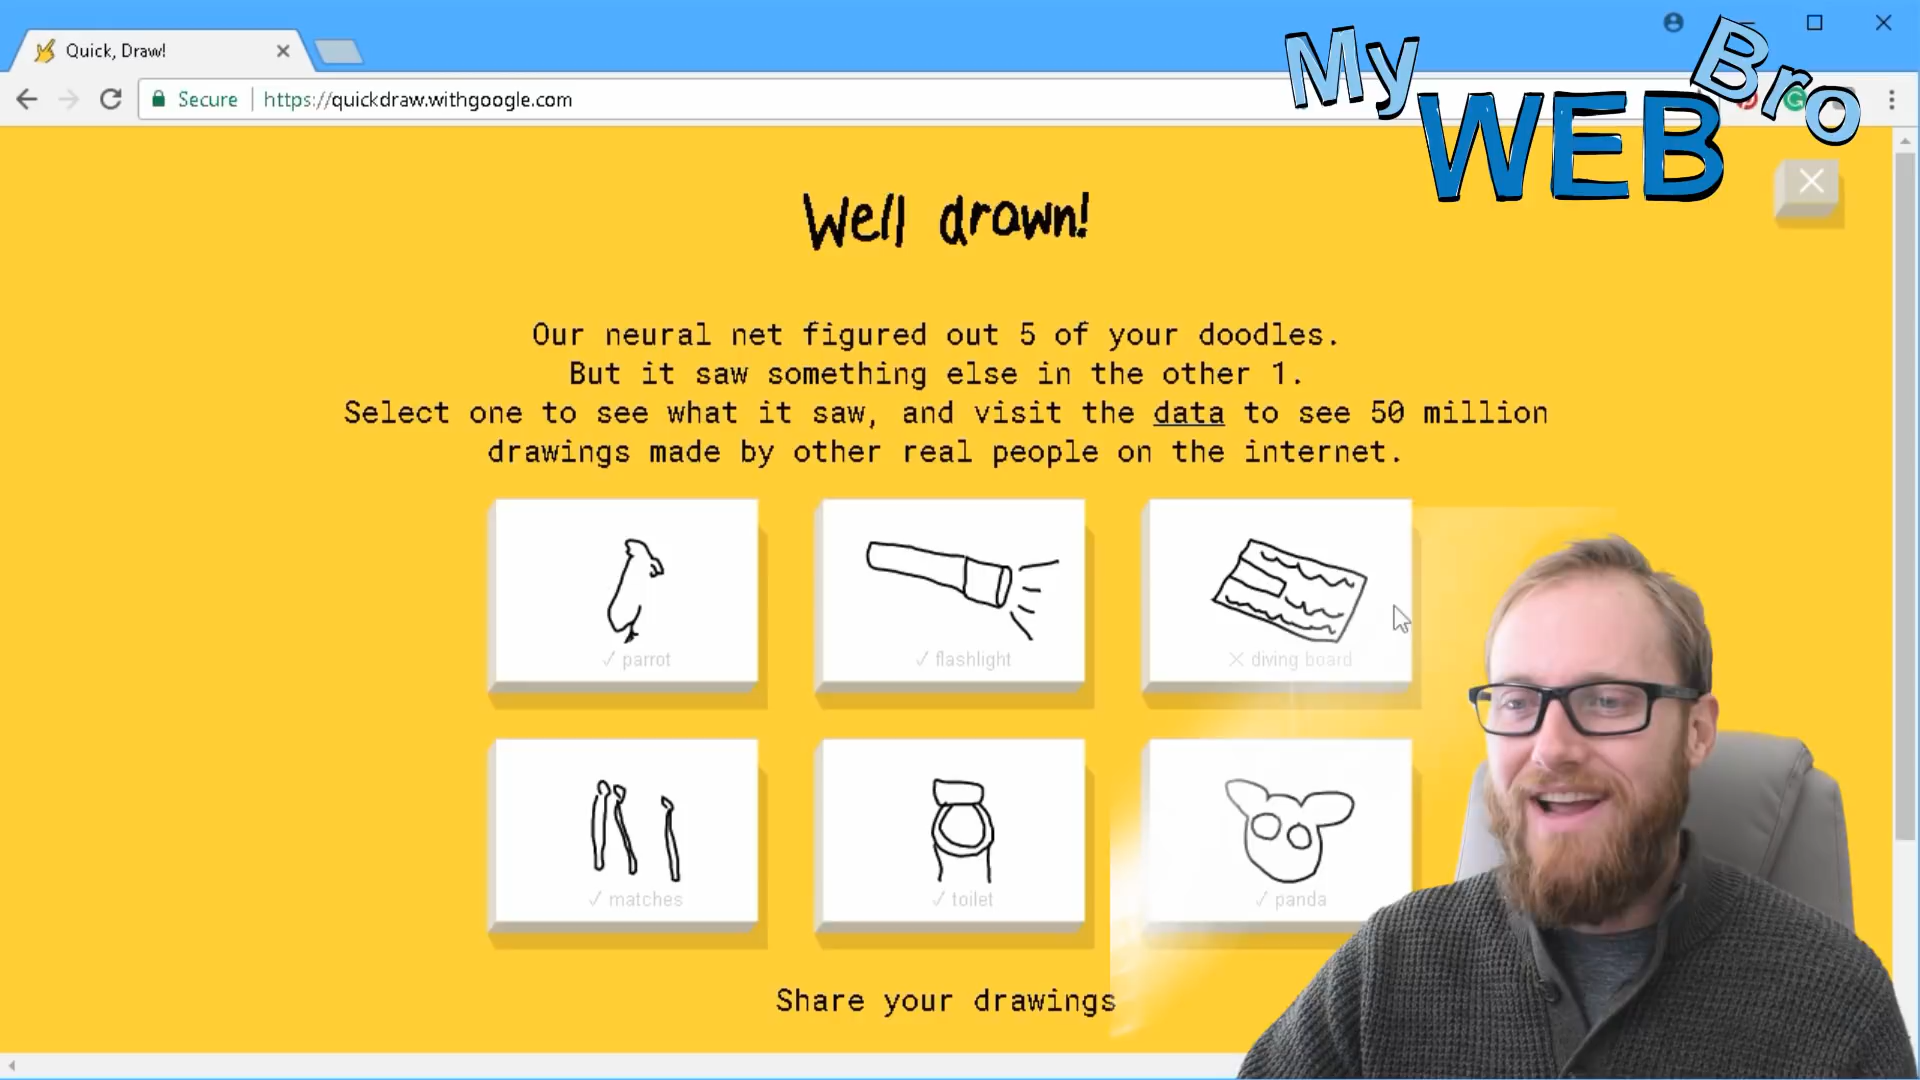 Quick, Draw!
Secure https://quickdraw.withgoogle.com
My
WEB
Bro
Well drawn!
Our neural net figured out 5 of your doodles.
But it saw something else in the other 1.
Select one to see what it saw, and visit the data to see 50 million
drawings made by other real people on the internet.
✓ parrot
✓ flashlight
✕ diving board
✓ matches
✓ toilet
✓ panda
Share your drawings